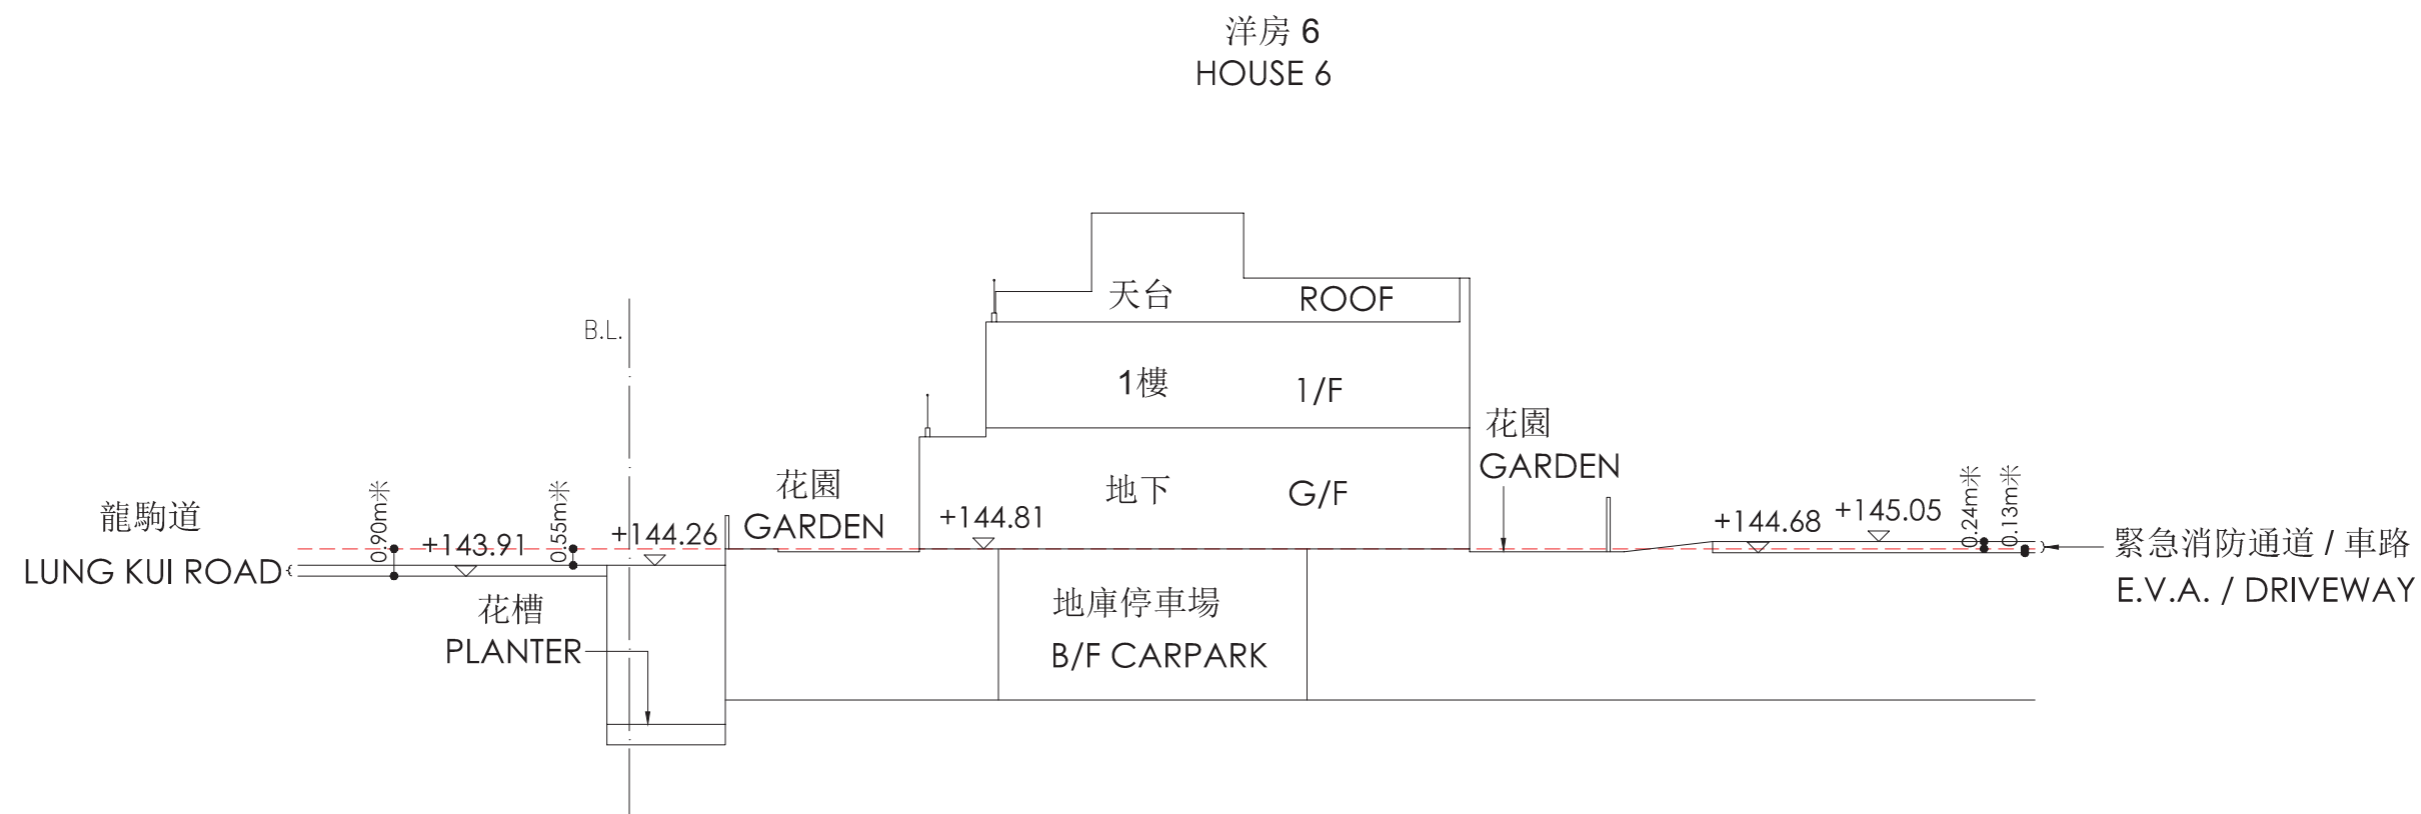 洋房 6
HOUSE 6
天台 ROOF
B.L.
1樓 1/F
花園
GARDEN
地下 G/F
花園
GARDEN
龍駒道
LUNG KUI ROAD
0.90m米
+143.91
0.55m米
+144.26
+144.81
+144.68
+145.05
0.24m米
0.13m米
緊急消防通道 / 車路
E.V.A. / DRIVEWAY
花槽
PLANTER
地庫停車場
B/F CARPARK